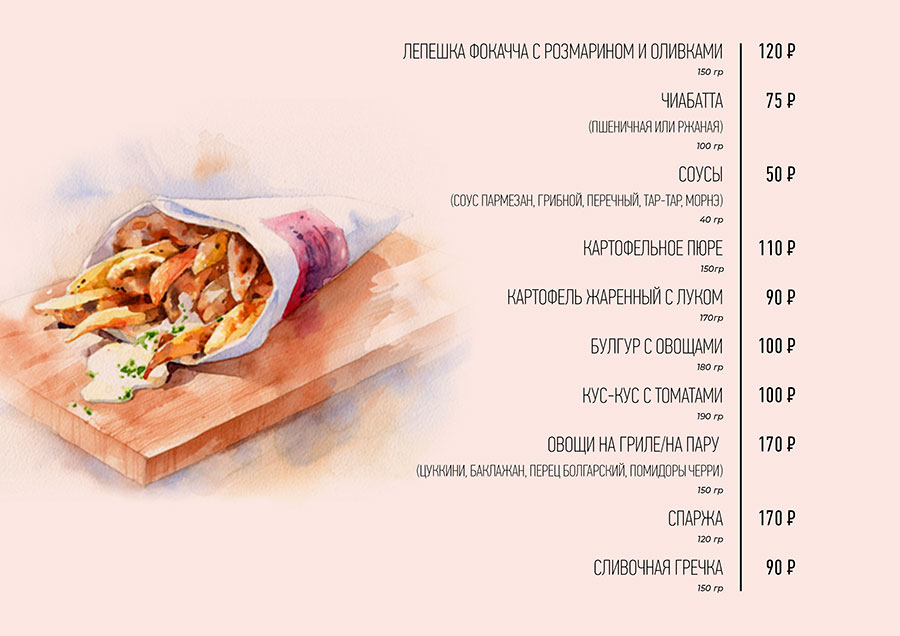 ЛЕПЕШКА ФОКАЧЧА С РОЗМАРИНОМ И ОЛИВКАМИ 120 ₽
150 гр
ЧИАБАТТА 75 ₽
(ПШЕНИЧНАЯ ИЛИ РЖАНАЯ)
100 гр
СОУСЫ 50 ₽
(СОУС ПАРМЕЗАН, ГРИБНОЙ, ПЕРЕЧНЫЙ, ТАР-ТАР, МОРНЭ)
40 гр
КАРТОФЕЛЬНОЕ ПЮРЕ 110 ₽
150гр
КАРТОФЕЛЬ ЖАРЕННЫЙ С ЛУКОМ 90 ₽
170гр
БУЛГУР С ОВОЩАМИ 100 ₽
180 гр
КУС-КУС С ТОМАТАМИ 100 ₽
190 гр
ОВОЩИ НА ГРИЛЕ/НА ПАРУ 170 ₽
(ЦУККИНИ, БАКЛАЖАН, ПЕРЕЦ БОЛГАРСКИЙ, ПОМИДОРЫ ЧЕРРИ)
150 гр
СПАРЖА 170 ₽
120 гр
СЛИВОЧНАЯ ГРЕЧКА 90 ₽
150 гр